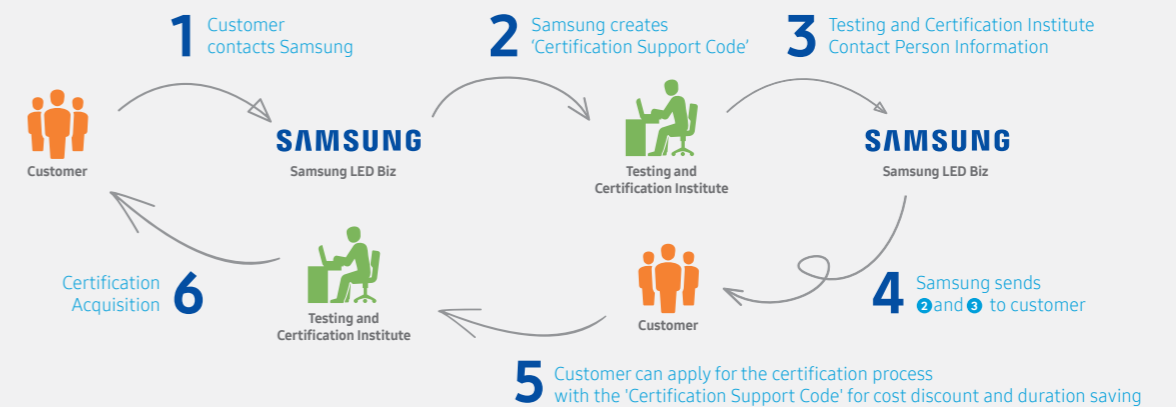 1 Customer
contacts Samsung
2 Samsung creates
‘Certification Support Code’
3 Testing and Certification Institute
Contact Person Information
Customer
SAMSUNG
Samsung LED Biz
Testing and
Certification Institute
SAMSUNG
Samsung LED Biz
4 Samsung sends
2 and 3 to customer
Customer
5 Customer can apply for the certification process
with the 'Certification Support Code' for cost discount and duration saving
Testing and
Certification Institute
Certification
Acquisition 6